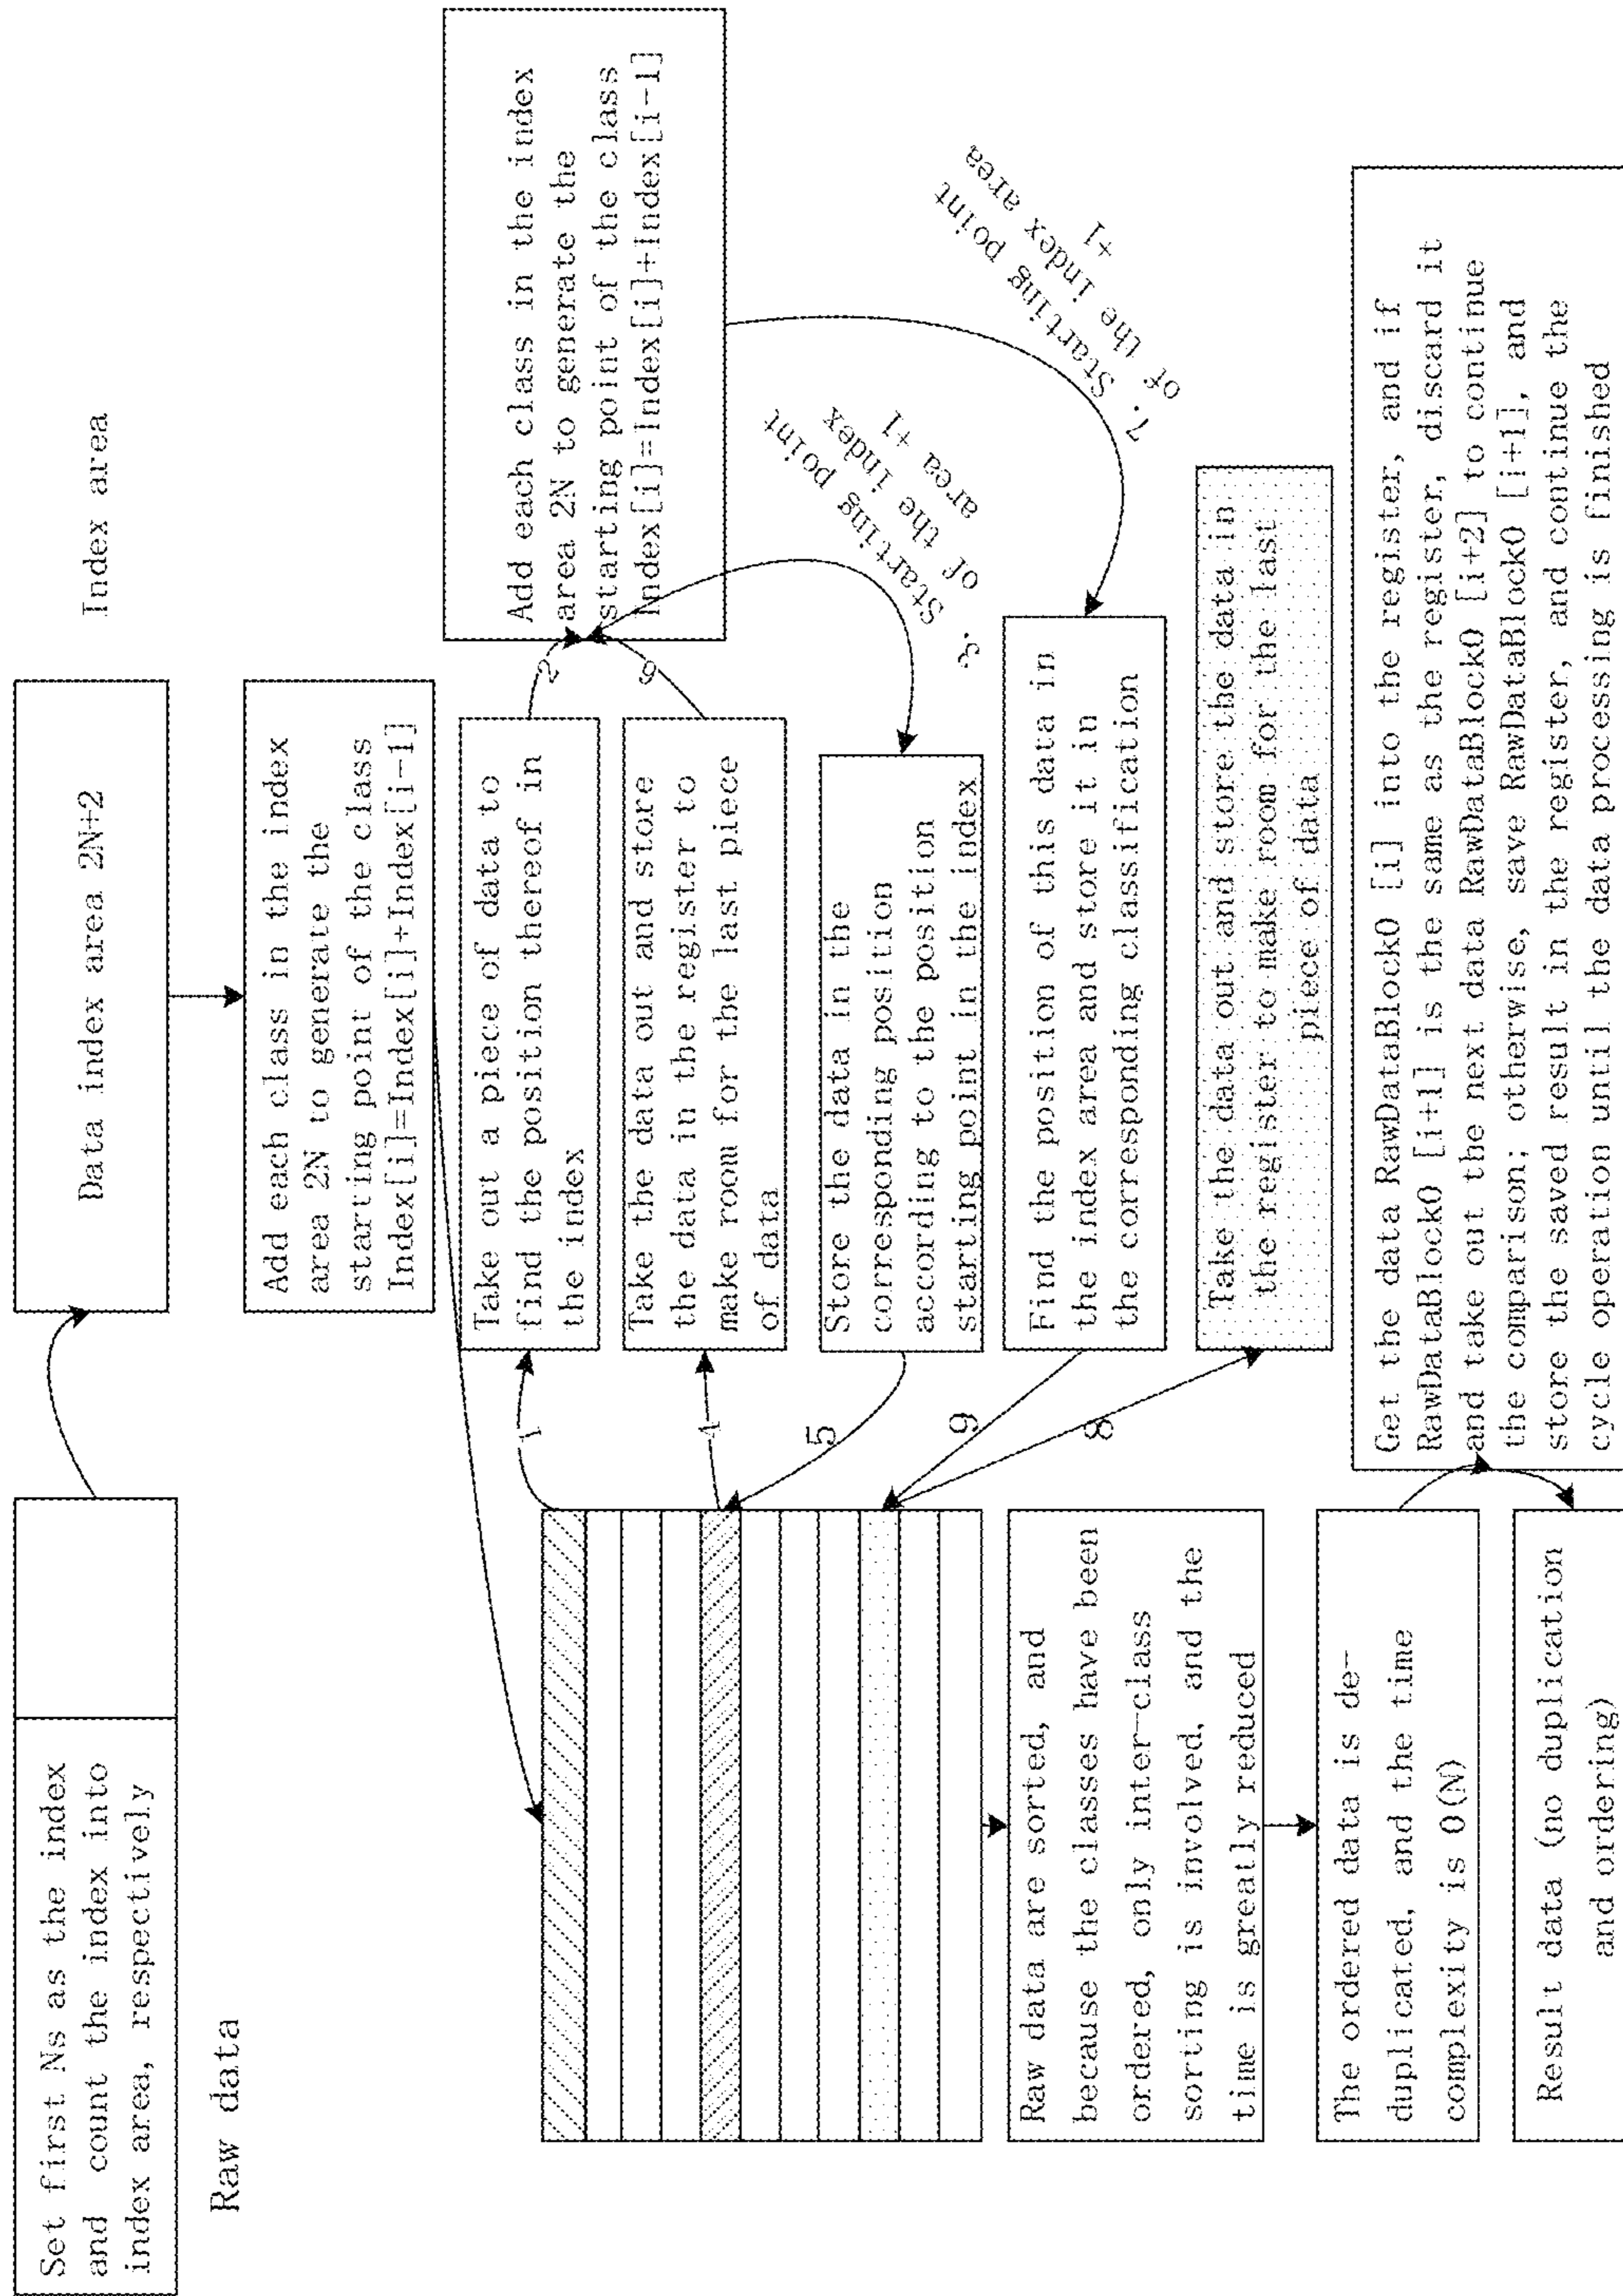 Set first Ns as the index
and count the index into
index area, respectively
Raw data
Data index area 2N+2
Index area
Add each class in the index
area 2N to generate the
starting point of the class
Index[i]=Index[i]+Index[i-1]
Add each class in the index
area 2N to generate the
starting point of the class
Index[i]=Index[i]+Index[i-1]
1
Take out a piece of data to
find the position thereof in
the index
2
4
Take the data out and store
the data in the register to
make room for the last piece
of data
6
3. Starting point
of the index
area +1
5
Store the data in the
corresponding position
according to the position
starting point in the index
7. Starting point
of the index area
+1
9
Find the position of this data in
the index area and store it in
the corresponding classification
8
Take the data out and store the data in
the register to make room for the last
piece of data
Raw data are sorted, and
because the classes have been
ordered, only inter-class
sorting is involved, and the
time is greatly reduced
The ordered data is de-
duplicated, and the time
complexity is O(N)
Get the data RawDataBlock0 [i] into the register, and if
RawDataBlock0 [i+1] is the same as the register, discard it
and take out the next data RawDataBlock0 [i+2] to continue
the comparison; otherwise, save RawDataBlock0 [i+1], and
store the saved result in the register, and continue the
cycle operation until the data processing is finished
Result data (no duplication
and ordering)